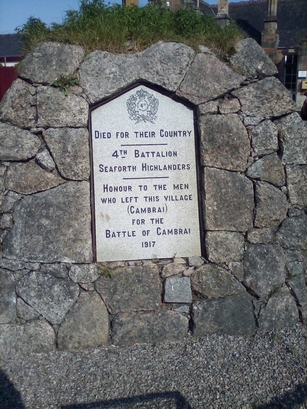 DIED FOR THEIR COUNTRY
4TH BATTALION
SEAFORTH HIGHLANDERS
HONOUR TO THE MEN
WHO LEFT THIS VILLAGE
(CAMBRAI)
FOR THE
BATTLE OF CAMBRAI
1917